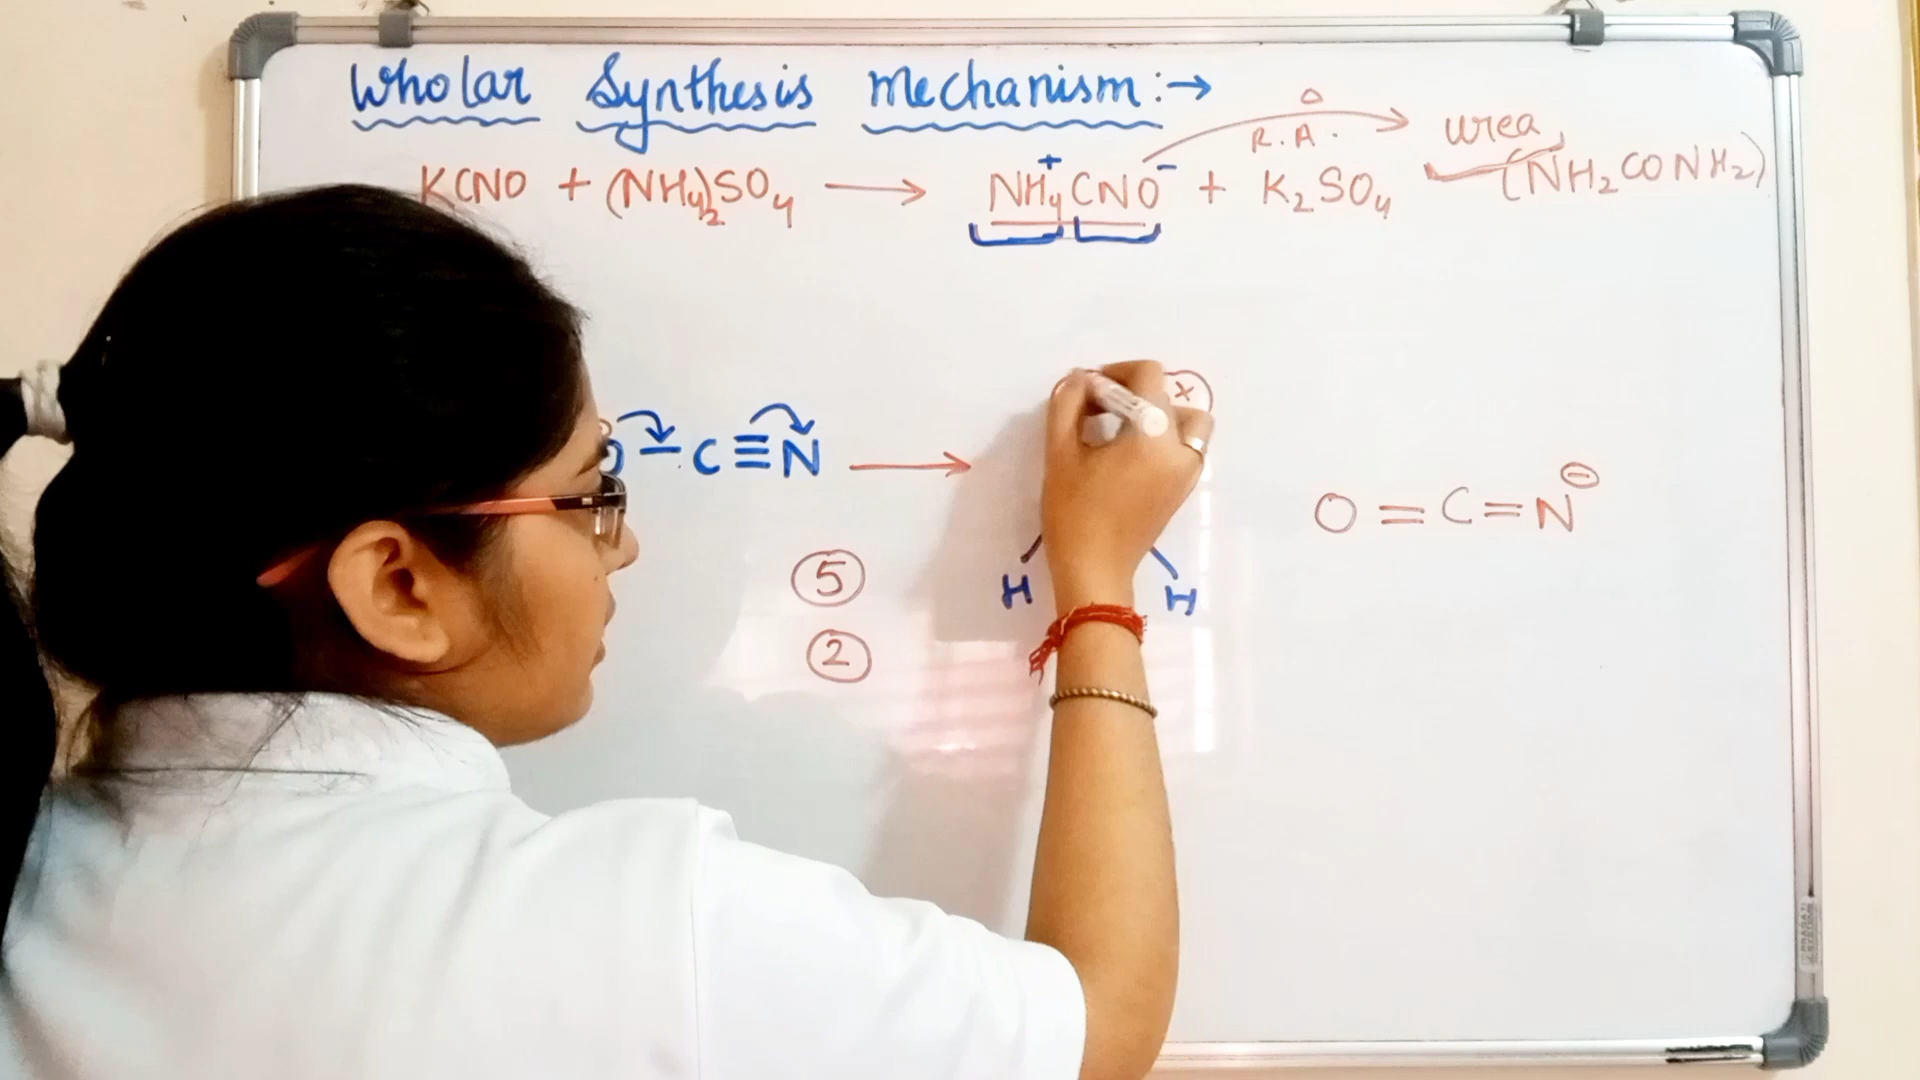 Wholar Synthesis mechanism:→
Δ
R.A.
urea,
KCNO + (NH₄)₂SO₄ → NH₄⁺CNO⁻ + K₂SO₄ (NH₂CONH₂)
x
O–C≡N →
O=C=N⊖
5
H H
2